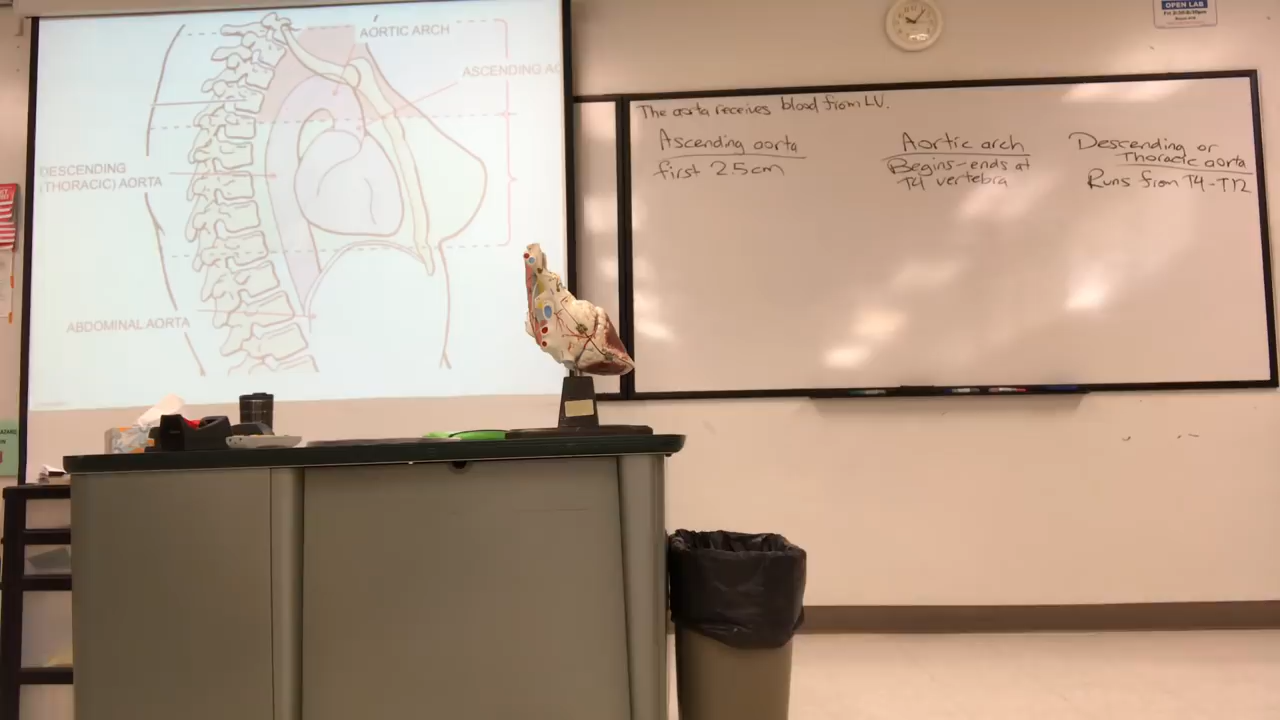 AORTIC ARCH
ASCENDING AO
DESCENDING
(THORACIC) AORTA
ABDOMINAL AORTA
The aorta receives blood from LV.
Ascending aorta
first 2.5cm
Aortic arch
Begins-ends at
T4 vertebra
Descending or
Thoracic aorta
Runs from T4-T12
OPEN LAB